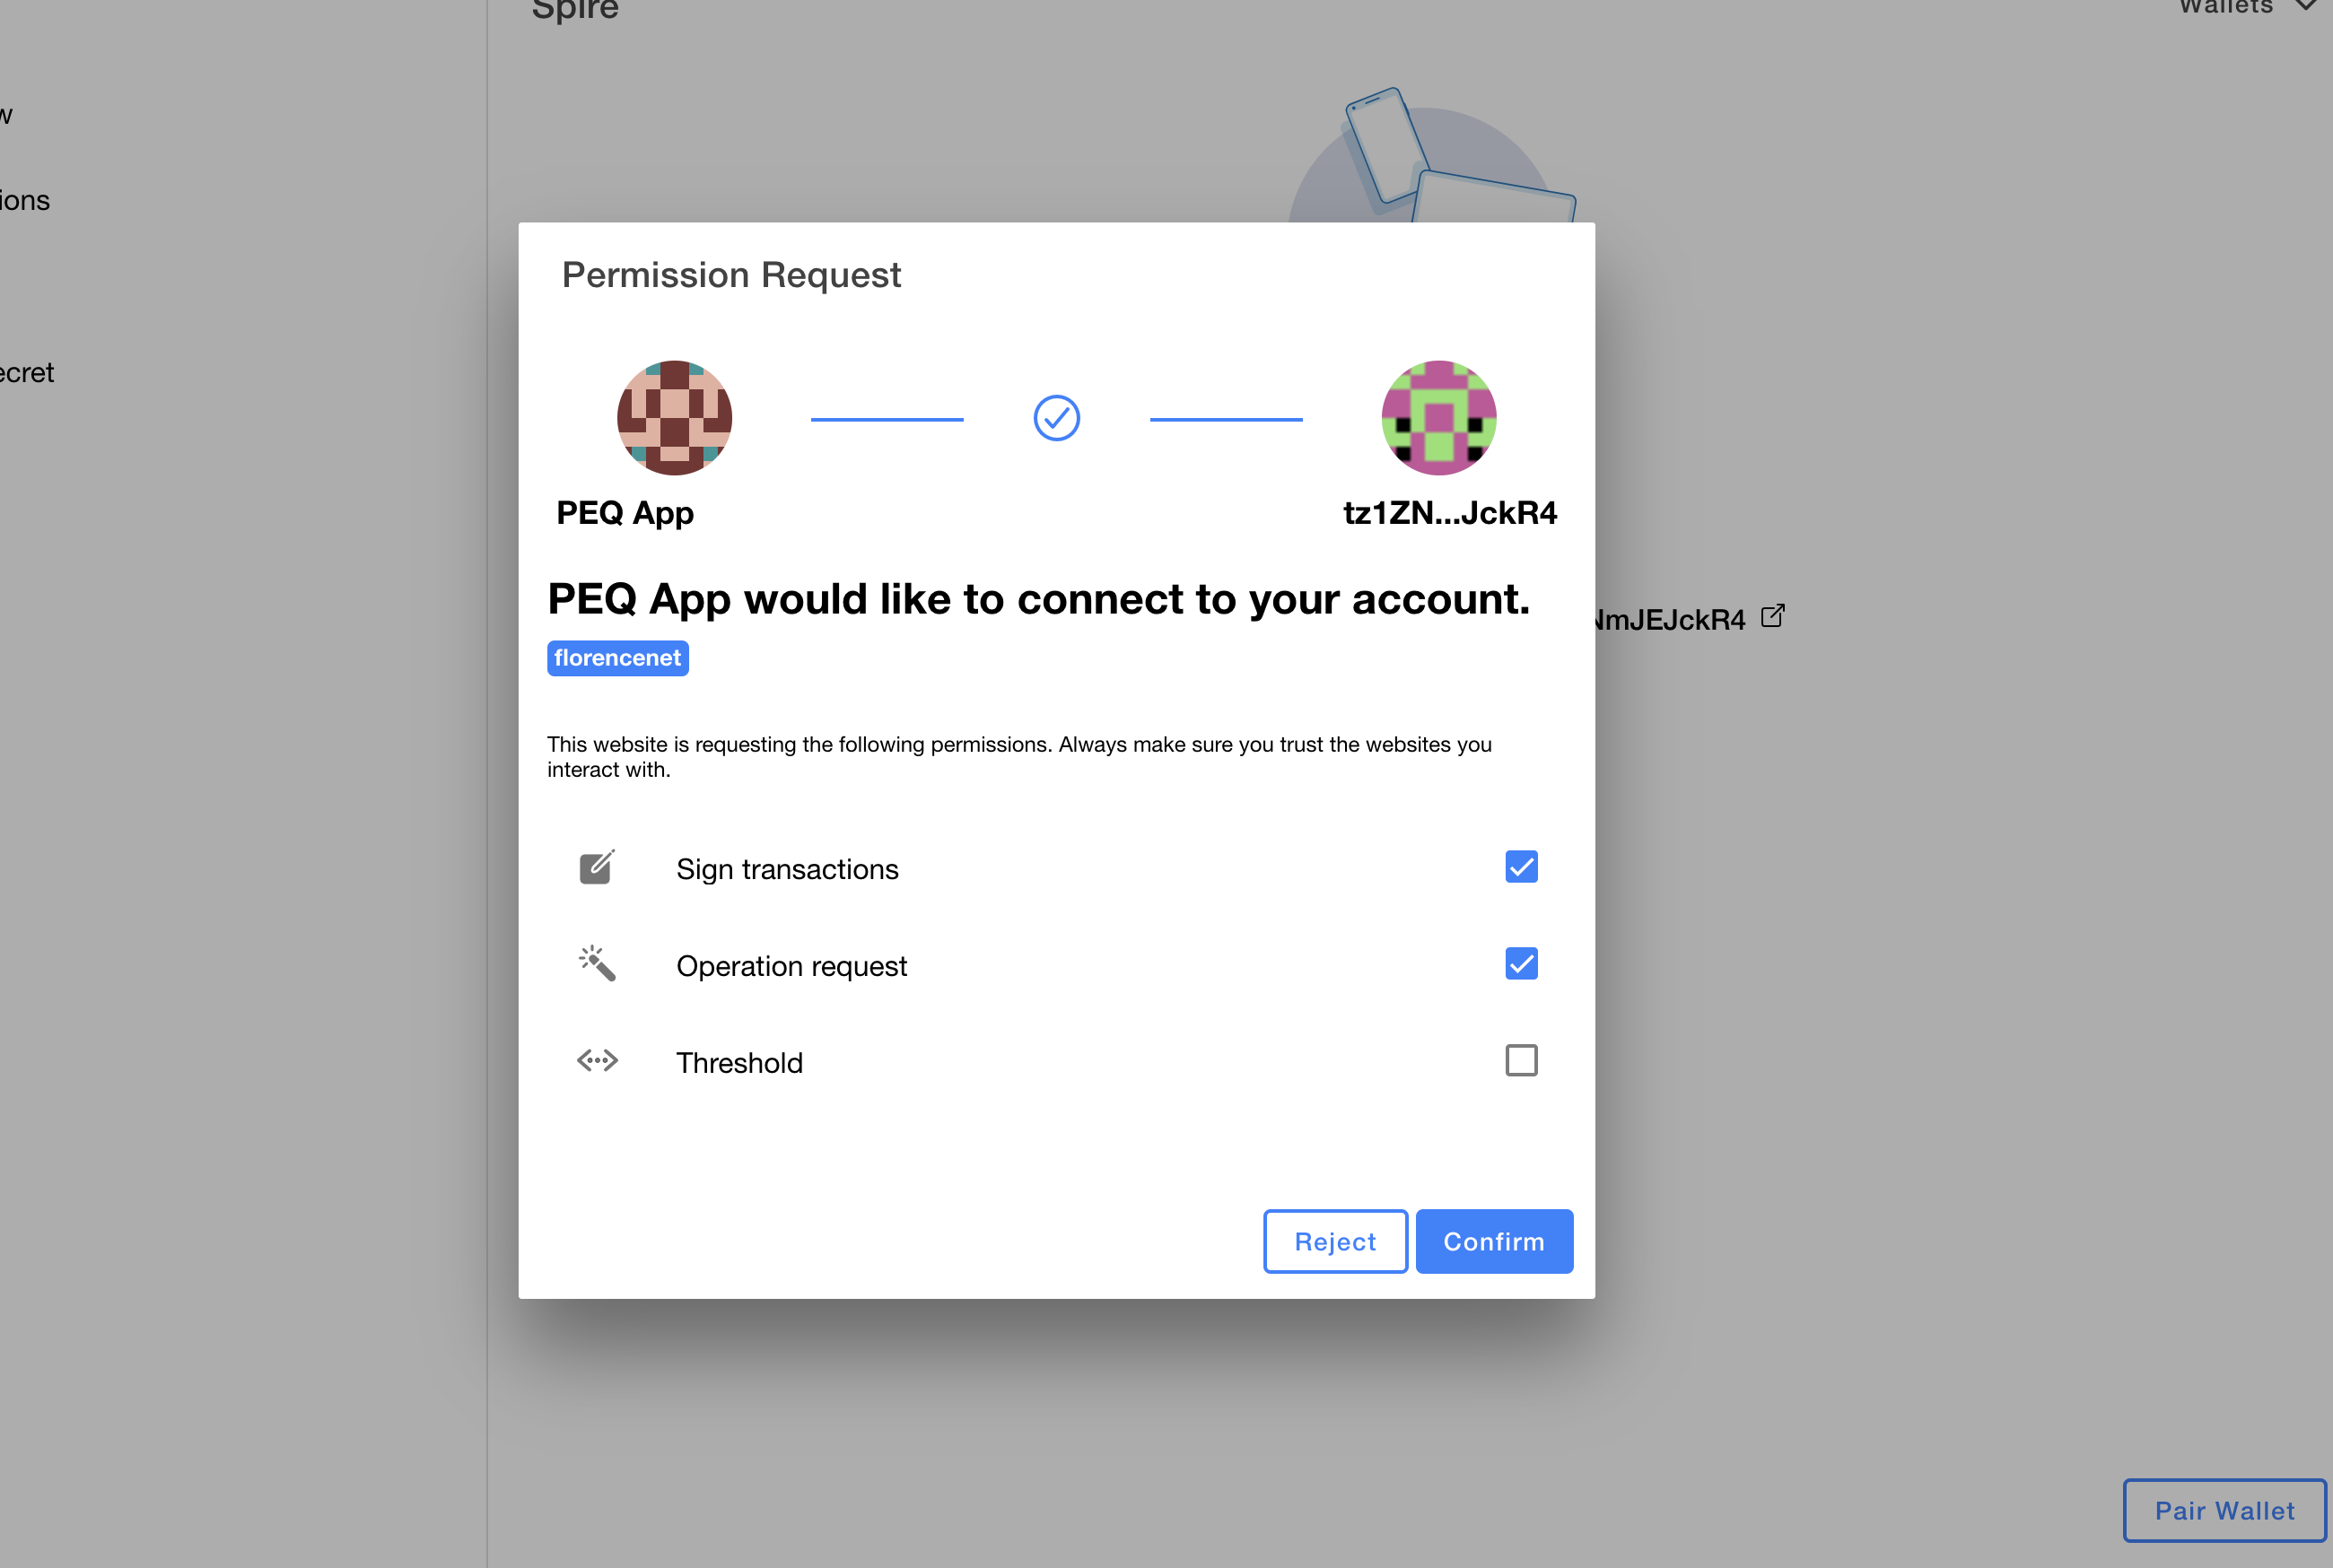 Spire
Wallets
w
ions
ecret
Permission Request
PEQ App
tz1ZN...JckR4
PEQ App would like to connect to your account.
florencenet
NmJEJckR4
This website is requesting the following permissions. Always make sure you trust the websites you
interact with.
Sign transactions
Operation request
Threshold
Reject
Confirm
Pair Wallet